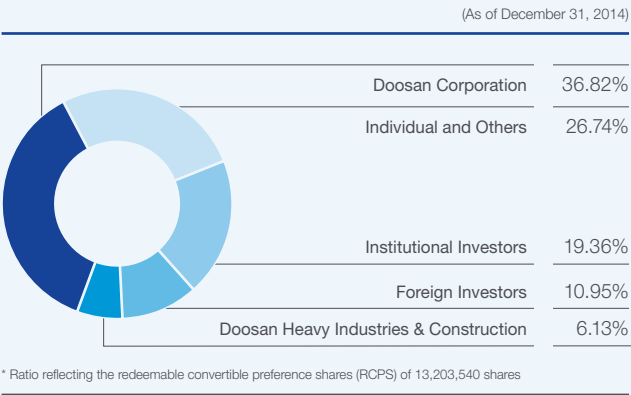 (As of December 31, 2014)
Doosan Corporation 36.82%
Individual and Others 26.74%
Institutional Investors 19.36%
Foreign Investors 10.95%
Doosan Heavy Industries & Construction 6.13%
* Ratio reflecting the redeemable convertible preference shares (RCPS) of 13,203,540 shares